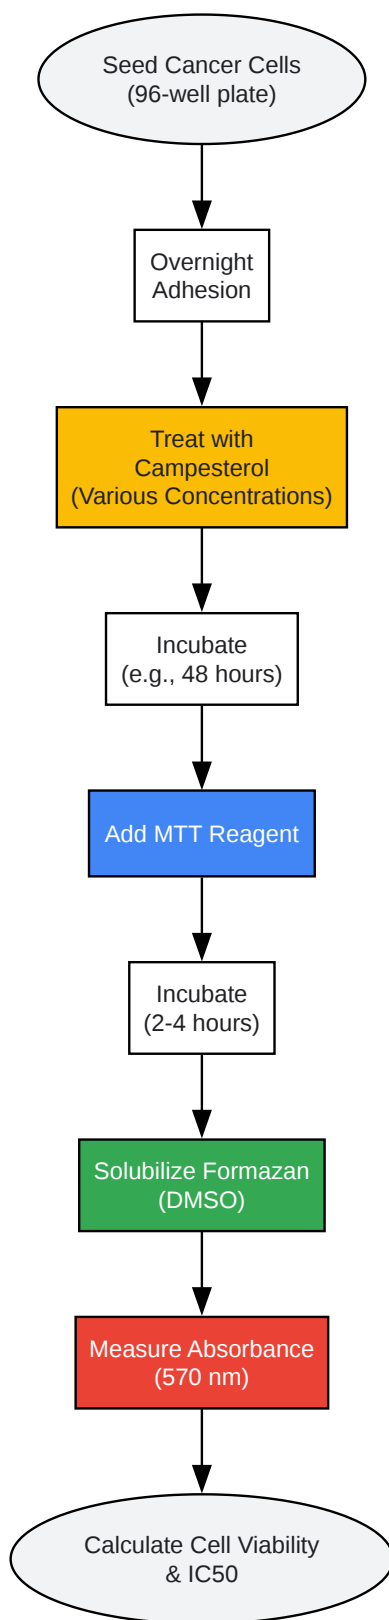 Seed Cancer Cells
(96-well plate)
Overnight
Adhesion
Treat with
Campesterol
(Various Concentrations)
Incubate
(e.g., 48 hours)
Add MTT Reagent
Incubate
(2-4 hours)
Solubilize Formazan
(DMSO)
Measure Absorbance
(570 nm)
Calculate Cell Viability
& IC50